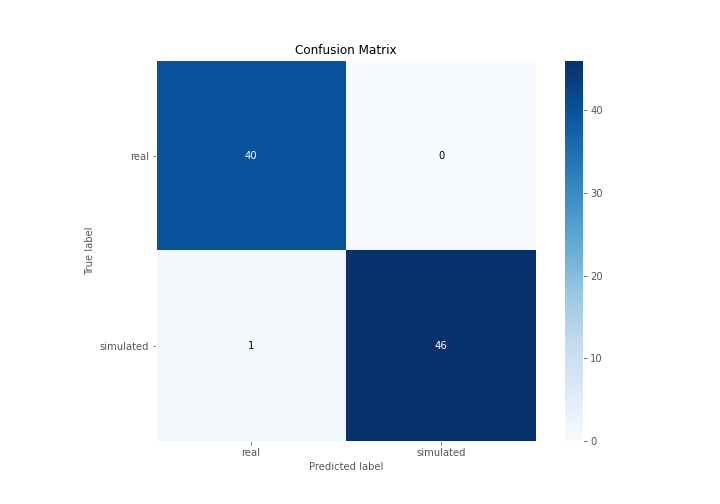 Confusion Matrix
True label
real
40
0
simulated
1
46
real
simulated
Predicted label
40
30
20
10
0